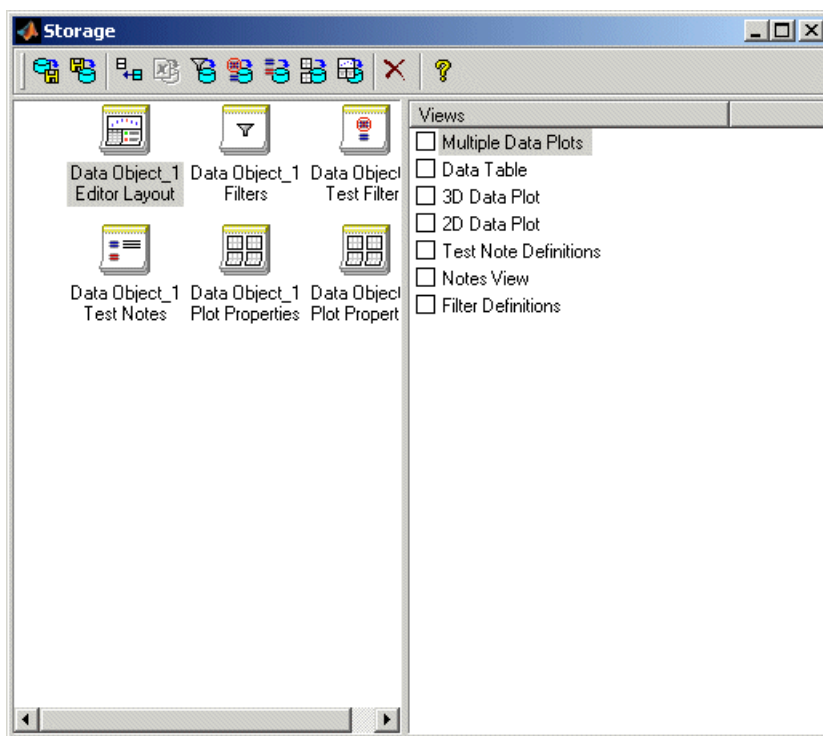 Storage
Data Object_1
Editor Layout
Data Object_1
Filters
Data Object
Test Filter
Data Object_1
Test Notes
Data Object_1
Plot Properties
Data Object
Plot Propert
Views
Multiple Data Plots
Data Table
3D Data Plot
2D Data Plot
Test Note Definitions
Notes View
Filter Definitions